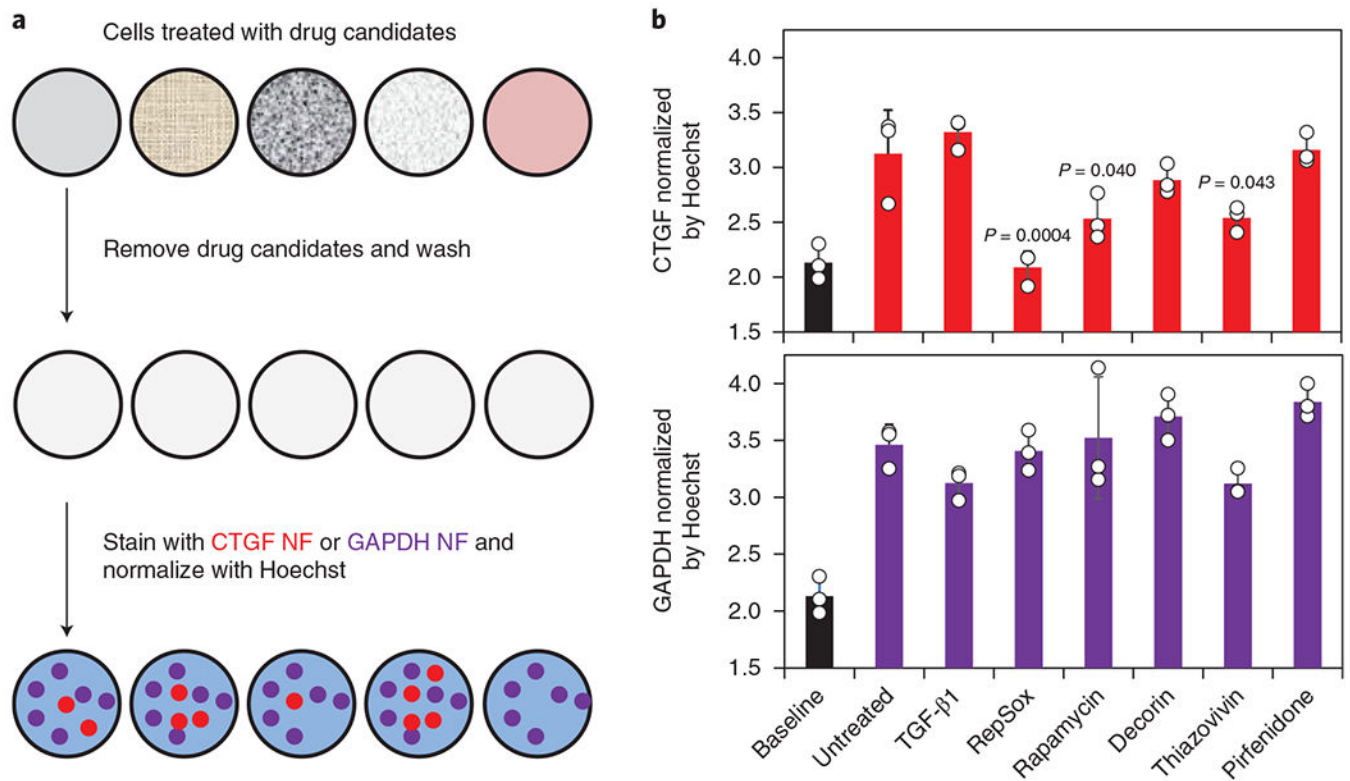 a
Cells treated with drug candidates
Remove drug candidates and wash
Stain with CTGF NF or GAPDH NF and
normalize with Hoechst
b
CTGF normalized
by Hoechst
4.0
3.5
3.0
2.5
2.0
1.5
P = 0.0004
P = 0.040
P = 0.043
GAPDH normalized
by Hoechst
4.0
3.5
3.0
2.5
2.0
1.5
Baseline
Untreated
TGF-β1
RepSox
Rapamycin
Decorin
Thiazovivin
Pirfenidone